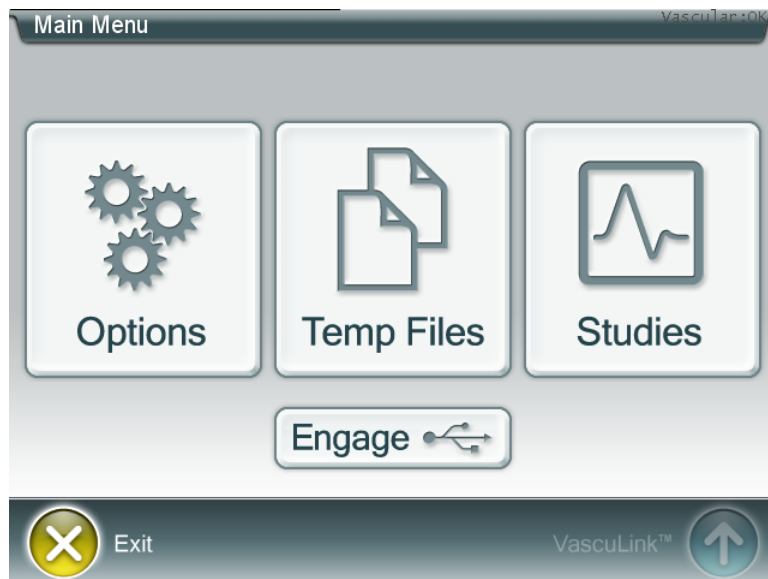 Main Menu
Vascular:OK
Options
Temp Files
Studies
Engage
Exit
VascuLink™